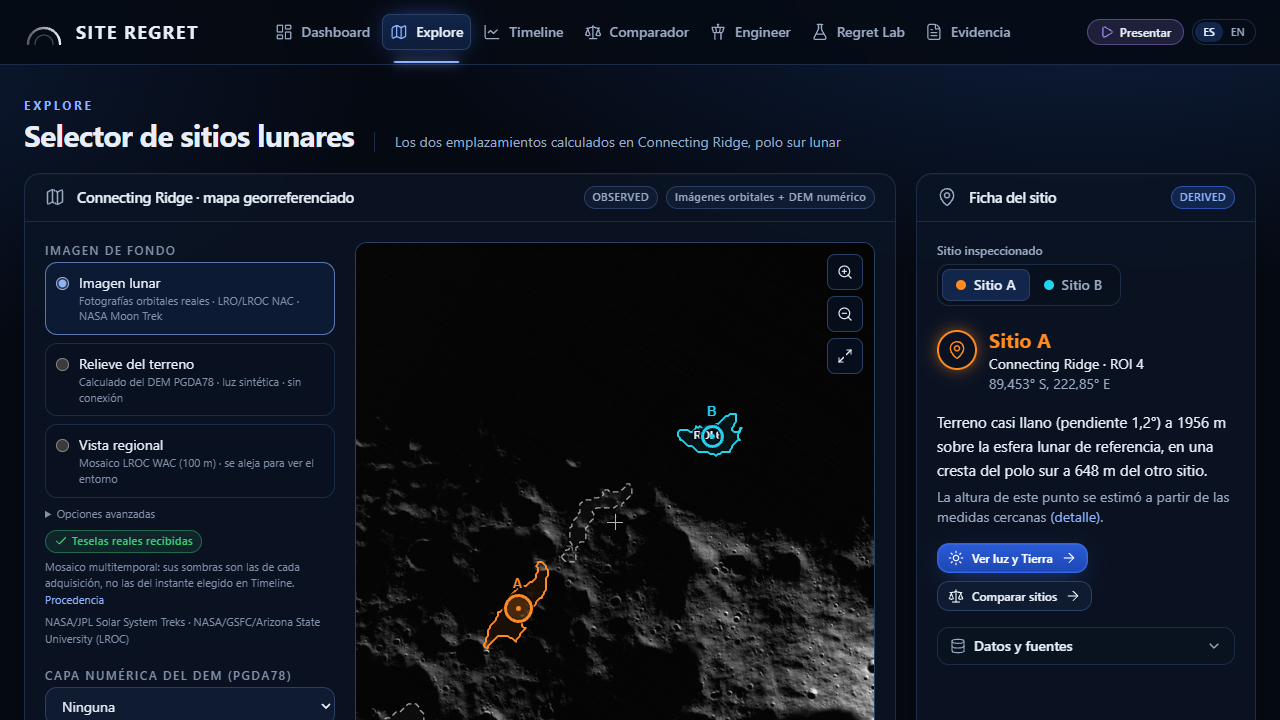 SITE REGRET
Dashboard
Explore
Timeline
Comparador
Engineer
Regret Lab
Evidencia
Presentar
ES
EN
EXPLORE
Selector de sitios lunares
Los dos emplazamientos calculados en Connecting Ridge, polo sur lunar
Connecting Ridge · mapa georreferenciado
OBSERVED
Imágenes orbitales + DEM numérico
IMAGEN DE FONDO
Imagen lunar
Fotografías orbitales reales · LRO/LROC NAC ·
NASA Moon Trek
Relieve del terreno
Calculado del DEM PGDA78 · luz sintética · sin
conexión
Vista regional
Mosaico LROC WAC (100 m) · se aleja para ver el
entorno
Opciones avanzadas
Teselas reales recibidas
Mosaico multitemporal: sus sombras son las de cada
adquisición, no las del instante elegido en Timeline.
Procedencia
NASA/JPL Solar System Treks · NASA/GSFC/Arizona State
University (LROC)
CAPA NUMÉRICA DEL DEM (PGDA78)
Ninguna
B
A
Ficha del sitio
DERIVED
Sitio inspeccionado
Sitio A
Sitio B
Sitio A
Connecting Ridge · ROI 4
89,453° S, 222,85° E
Terreno casi llano (pendiente 1,2°) a 1956 m
sobre la esfera lunar de referencia, en una
cresta del polo sur a 648 m del otro sitio.
La altura de este punto se estimó a partir de las
medidas cercanas (detalle).
Ver luz y Tierra
Comparar sitios
Datos y fuentes